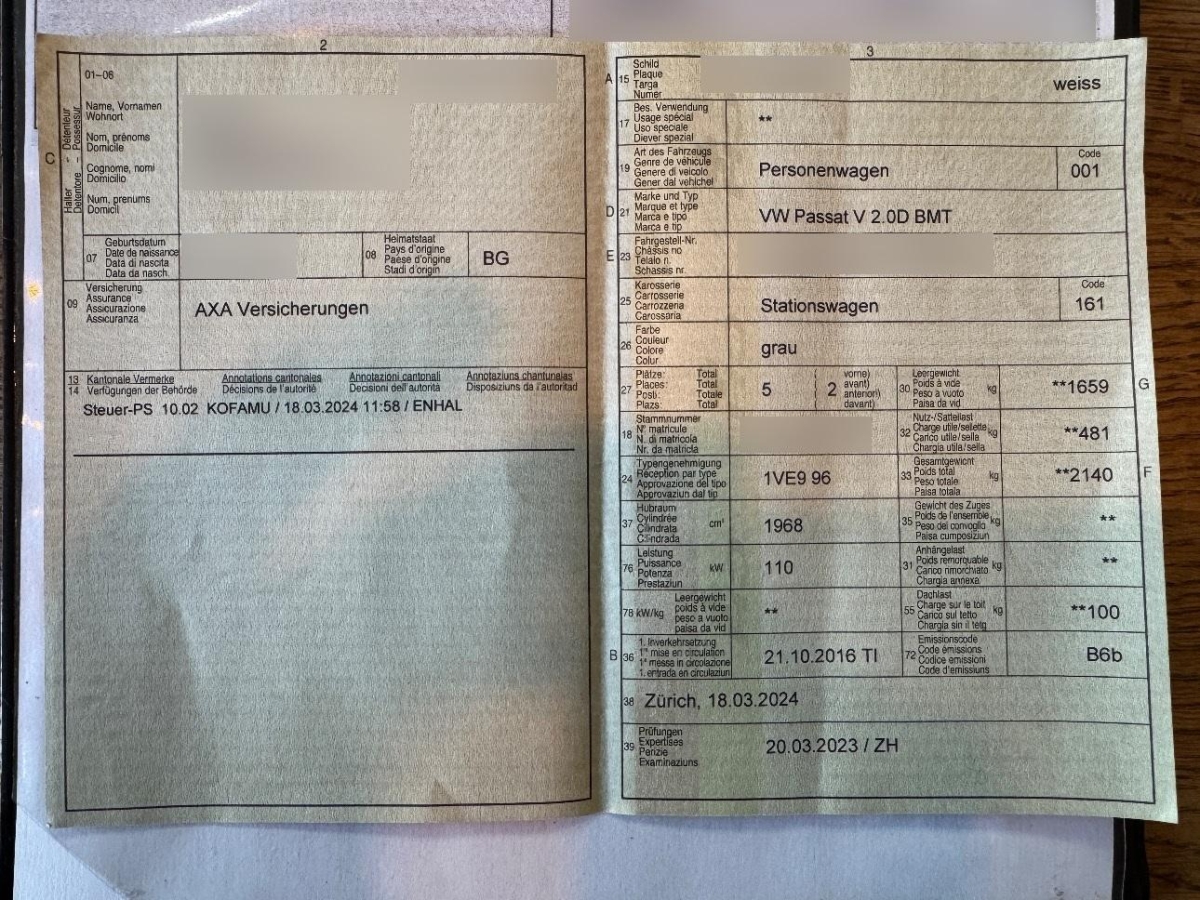 2
01–06
Halter - Détenteur
Detentore - Possessur
C
Name, Vornamen
Wohnort
Nom, prénoms
Domicile
Cognome, nomi
Domicilio
Num, prenums
Domicil
07
Geburtsdatum
Date de naissance
Data di nascita
Data da nasch.
08
Heimatstaat
Pays d'origine
Paese d'origine
Stadi d'origin
BG
09
Versicherung
Assurance
Assicurazione
Assicuranza
AXA Versicherungen
13 Kantonale Vermerke Annotations cantonales Annotazioni cantonali Annotaziuns chantunalas
14 Verfügungen der Behörde Décisions de l'autorité Decisioni dell'autorità Disposiziuns da l'autoritad
Steuer-PS 10.02 KOFAMU / 18.03.2024 11:58 / ENHAL
3
A 15
Schild
Plaque
Targa
Numer
weiss
17
Bes. Verwendung
Usage spécial
Uso speciale
Diever spezial
**
19
Art des Fahrzeugs
Genre de véhicule
Genere di veicolo
Gener dal vehichel
Personenwagen
Code
001
D 21
Marke und Typ
Marque et type
Marca e tipo
Marca e tip
VW Passat V 2.0D BMT
E 23
Fahrgestell-Nr.
Châssis no
Telaio n.
Schassis nr.
25
Karosserie
Carrosserie
Carrozzeria
Carossaria
Stationswagen
Code
161
26
Farbe
Couleur
Colore
Colur
grau
27
Plätze: Total
Places: Total
Posti: Totale
Plazs: Total
5
( 2
vorne)
avant)
anteriori)
davant)
30
Leergewicht
Poids à vide
Peso a vuoto
Paisa da vid
kg
**1659
G
18
Stammnummer
N° matricule
N. di matricola
Nr. da matricla
32
Nutz-/Sattellast
Charge utile/sellette
Carico utile/sella
Chargia utila/sella
kg
**481
24
Typengenehmigung
Réception par type
Approvazione del tipo
Approvaziun dal tip
1VE9 96
33
Gesamtgewicht
Poids total
Peso totale
Paisa totala
kg
**2140
F
37
Hubraum
Cylindrée
Cilindrata
Cilindrada
cm³
1968
35
Gewicht des Zuges
Poids de l'ensemble
Peso del convoglio
Paisa cumposiziun
kg
**
76
Leistung
Puissance
Potenza
Prestaziun
kW
110
31
Anhängelast
Poids remorquable
Carico rimorchiato
Chargia annexa
kg
**
78 kW/kg
Leergewicht
poids à vide
peso a vuoto
paisa da vid
**
55
Dachlast
Charge sur le toit
Carico sul tetto
Chargia sin il tetg
kg
**100
B 36
1. Inverkehrsetzung
1re mise en circulation
1a messa in circolazione
1. entrada en circulaziun
21.10.2016 TI
72
Emissionscode
Code émissions
Codice emissioni
Code d'emissiuns
B6b
38 Zürich, 18.03.2024
39
Prüfungen
Expertises
Perizie
Examinaziuns
20.03.2023 / ZH